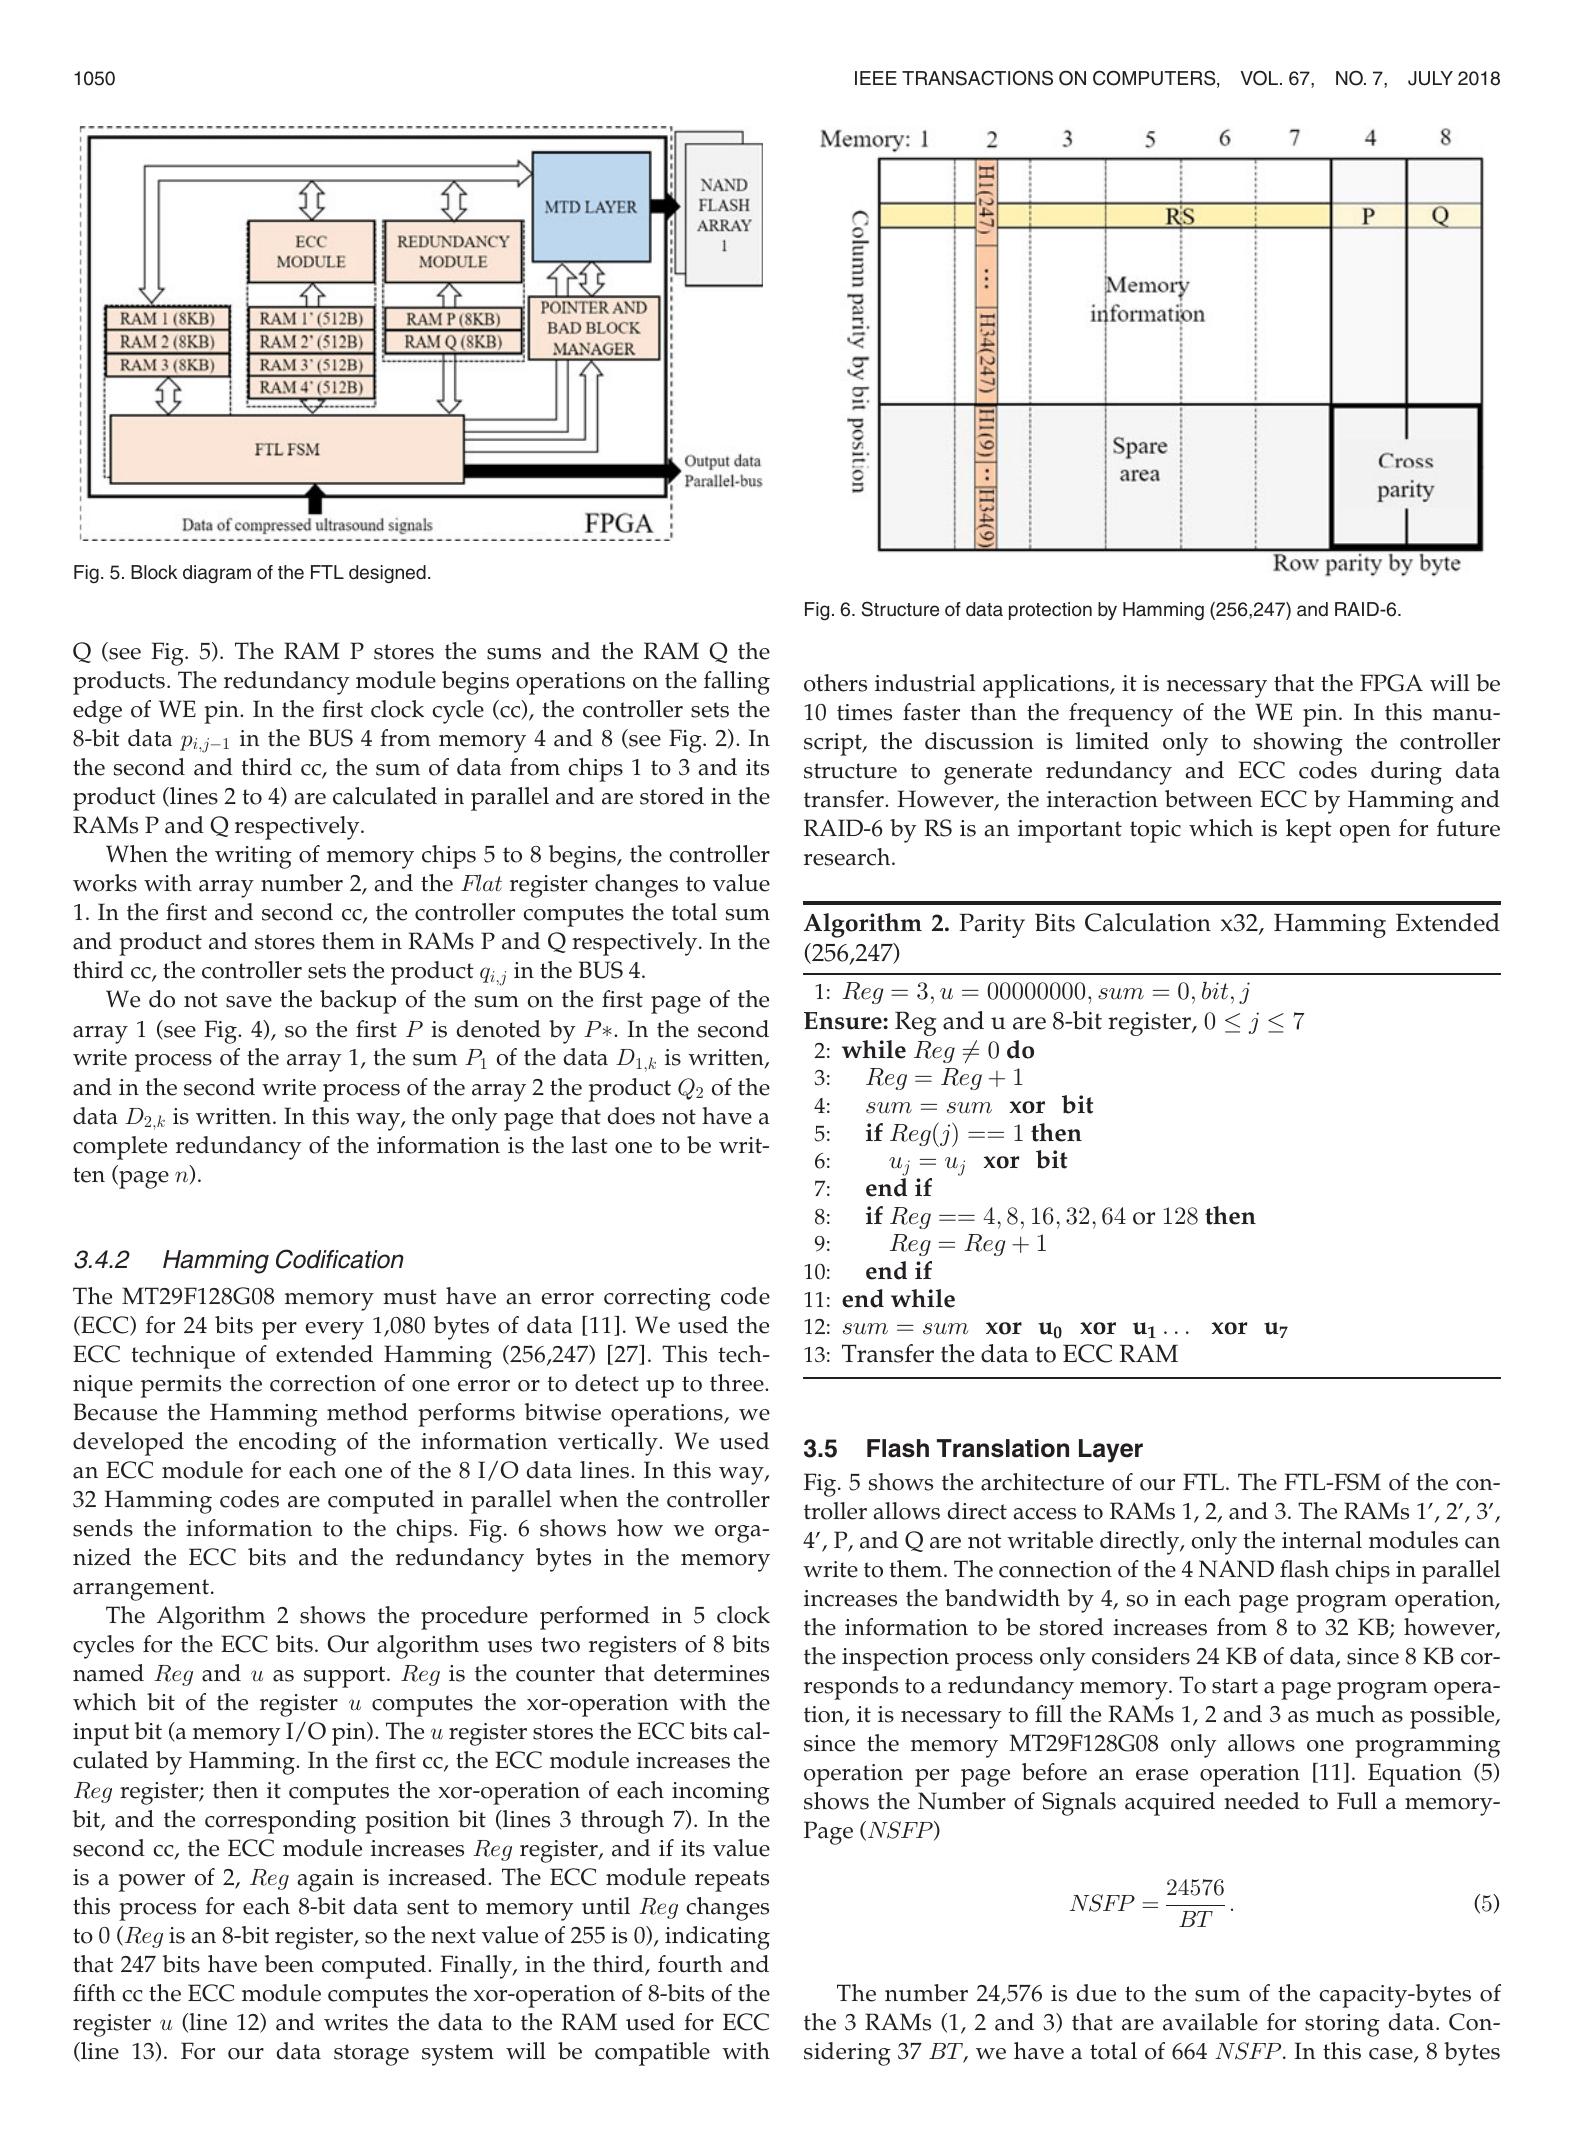 1050
IEEE TRANSACTIONS ON COMPUTERS, VOL. 67, NO. 7, JULY 2018
MTD LAYER
NAND
FLASH
ARRAY
1
ECC
MODULE
REDUNDANCY
MODULE
POINTER AND
BAD BLOCK
MANAGER
RAM 1 (8KB)
RAM 2 (8KB)
RAM 3 (8KB)
RAM 1' (512B)
RAM 2' (512B)
RAM 3' (512B)
RAM 4' (512B)
RAM P (8KB)
RAM Q (8KB)
FTL FSM
Output data
Parallel-bus
Data of compressed ultrasound signals
FPGA
Fig. 5. Block diagram of the FTL designed.
Q (see Fig. 5). The RAM P stores the sums and the RAM Q the
products. The redundancy module begins operations on the falling
edge of WE pin. In the first clock cycle (cc), the controller sets the
8-bit data p_{i,j−1} in the BUS 4 from memory 4 and 8 (see Fig. 2). In
the second and third cc, the sum of data from chips 1 to 3 and its
product (lines 2 to 4) are calculated in parallel and are stored in the
RAMs P and Q respectively.
When the writing of memory chips 5 to 8 begins, the controller
works with array number 2, and the Flat register changes to value
1. In the first and second cc, the controller computes the total sum
and product and stores them in RAMs P and Q respectively. In the
third cc, the controller sets the product q_{i,j} in the BUS 4.
We do not save the backup of the sum on the first page of the
array 1 (see Fig. 4), so the first P is denoted by P∗. In the second
write process of the array 1, the sum P₁ of the data D_{1,k} is written,
and in the second write process of the array 2 the product Q₂ of the
data D_{2,k} is written. In this way, the only page that does not have a
complete redundancy of the information is the last one to be writ-
ten (page n).
3.4.2 Hamming Codification
The MT29F128G08 memory must have an error correcting code
(ECC) for 24 bits per every 1,080 bytes of data [11]. We used the
ECC technique of extended Hamming (256,247) [27]. This tech-
nique permits the correction of one error or to detect up to three.
Because the Hamming method performs bitwise operations, we
developed the encoding of the information vertically. We used
an ECC module for each one of the 8 I/O data lines. In this way,
32 Hamming codes are computed in parallel when the controller
sends the information to the chips. Fig. 6 shows how we orga-
nized the ECC bits and the redundancy bytes in the memory
arrangement.
The Algorithm 2 shows the procedure performed in 5 clock
cycles for the ECC bits. Our algorithm uses two registers of 8 bits
named Reg and u as support. Reg is the counter that determines
which bit of the register u computes the xor-operation with the
input bit (a memory I/O pin). The u register stores the ECC bits cal-
culated by Hamming. In the first cc, the ECC module increases the
Reg register; then it computes the xor-operation of each incoming
bit, and the corresponding position bit (lines 3 through 7). In the
second cc, the ECC module increases Reg register, and if its value
is a power of 2, Reg again is increased. The ECC module repeats
this process for each 8-bit data sent to memory until Reg changes
to 0 (Reg is an 8-bit register, so the next value of 255 is 0), indicating
that 247 bits have been computed. Finally, in the third, fourth and
fifth cc the ECC module computes the xor-operation of 8-bits of the
register u (line 12) and writes the data to the RAM used for ECC
(line 13). For our data storage system will be compatible with
Memory: 1 2 3 5 6 7 4 8
Column parity by bit position
H1(247)
...
H34(247)
H1(9)
..
H34(9)
RS
P
Q
Memory
information
Spare
area
Cross
parity
Row parity by byte
Fig. 6. Structure of data protection by Hamming (256,247) and RAID-6.
others industrial applications, it is necessary that the FPGA will be
10 times faster than the frequency of the WE pin. In this manu-
script, the discussion is limited only to showing the controller
structure to generate redundancy and ECC codes during data
transfer. However, the interaction between ECC by Hamming and
RAID-6 by RS is an important topic which is kept open for future
research.
Algorithm 2. Parity Bits Calculation x32, Hamming Extended
(256,247)
1: Reg = 3, u = 00000000, sum = 0, bit, j
Ensure: Reg and u are 8-bit register, 0 ≤ j ≤ 7
2: while Reg ≠ 0 do
3: Reg = Reg + 1
4: sum = sum xor bit
5: if Reg(j) == 1 then
6: u_j = u_j xor bit
7: end if
8: if Reg == 4, 8, 16, 32, 64 or 128 then
9: Reg = Reg + 1
10: end if
11: end while
12: sum = sum xor u₀ xor u₁ ... xor u₇
13: Transfer the data to ECC RAM
3.5 Flash Translation Layer
Fig. 5 shows the architecture of our FTL. The FTL-FSM of the con-
troller allows direct access to RAMs 1, 2, and 3. The RAMs 1′, 2′, 3′,
4′, P, and Q are not writable directly, only the internal modules can
write to them. The connection of the 4 NAND flash chips in parallel
increases the bandwidth by 4, so in each page program operation,
the information to be stored increases from 8 to 32 KB; however,
the inspection process only considers 24 KB of data, since 8 KB cor-
responds to a redundancy memory. To start a page program opera-
tion, it is necessary to fill the RAMs 1, 2 and 3 as much as possible,
since the memory MT29F128G08 only allows one programming
operation per page before an erase operation [11]. Equation (5)
shows the Number of Signals acquired needed to Full a memory-
Page (NSFP)
NSFP = 24576 / BT . (5)
The number 24,576 is due to the sum of the capacity-bytes of
the 3 RAMs (1, 2 and 3) that are available for storing data. Con-
sidering 37 BT, we have a total of 664 NSFP. In this case, 8 bytes